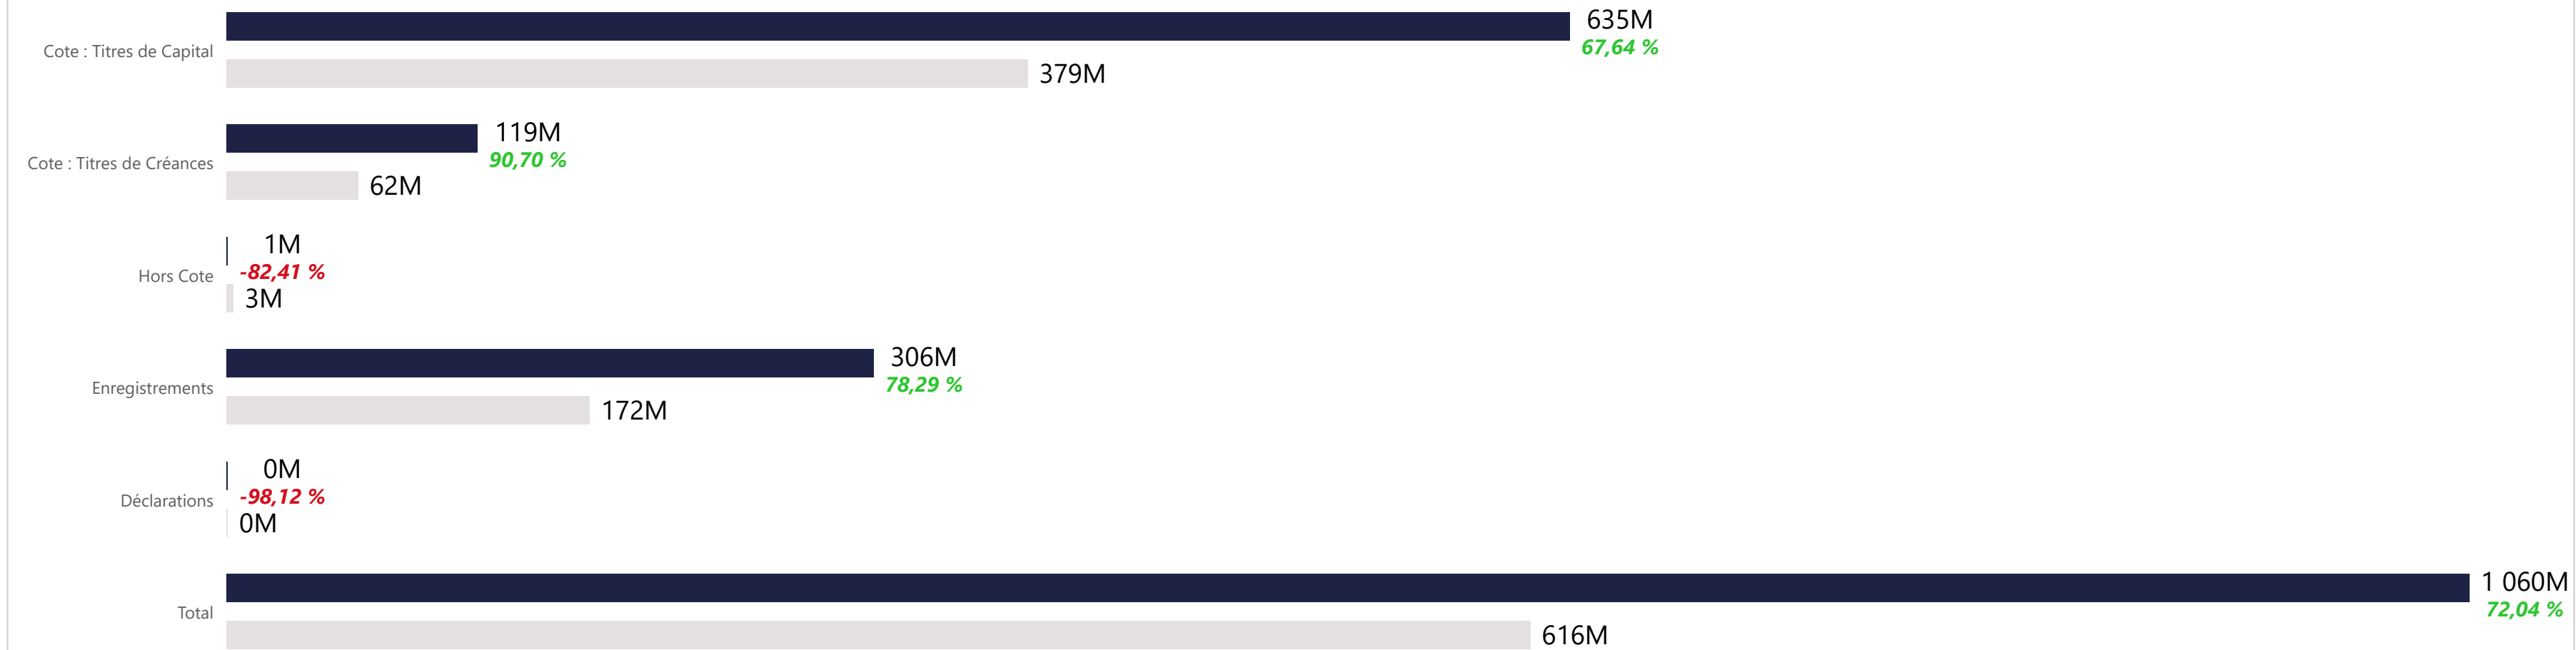 635M
67,64 %
Cote : Titres de Capital
379M
119M
90,70 %
Cote : Titres de Créances
62M
1M
-82,41 %
Hors Cote
3M
306M
78,29 %
Enregistrements
172M
0M
-98,12 %
Déclarations
0M
1 060M
72,04 %
Total
616M